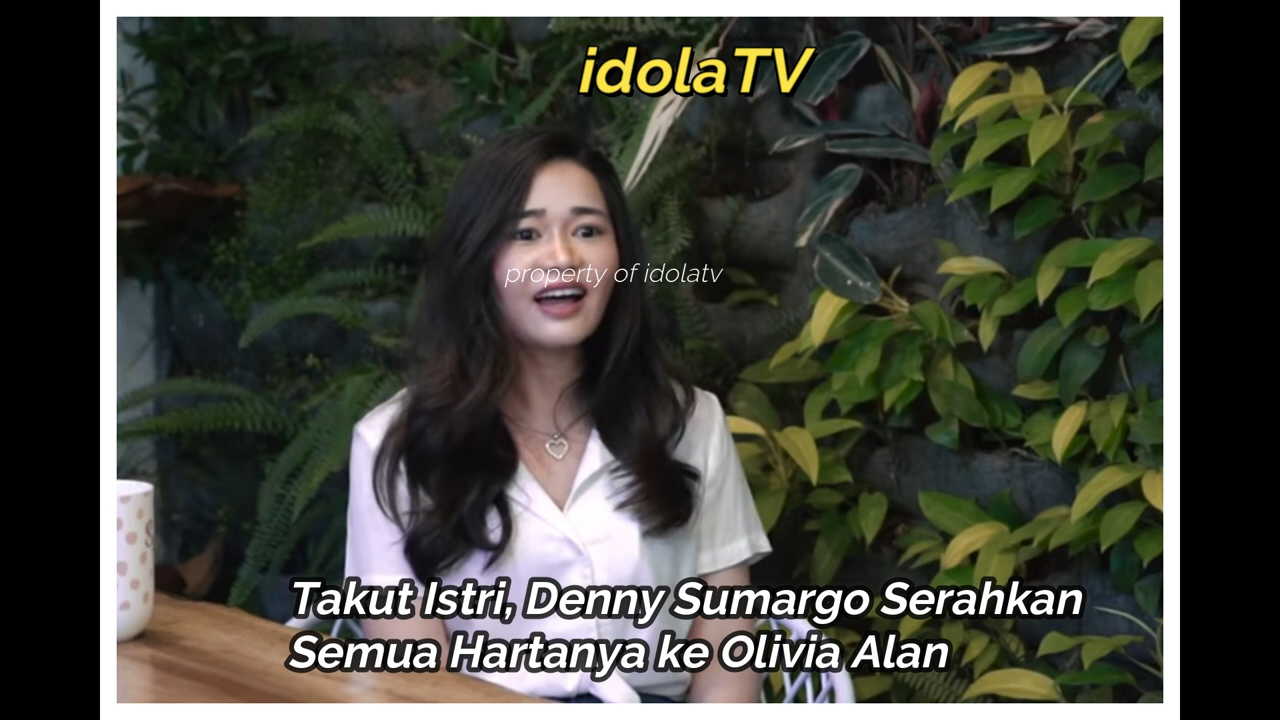 idolaTV
property of idolatv
Takut Istri, Denny Sumargo Serahkan
Semua Hartanya ke Olivia Alan